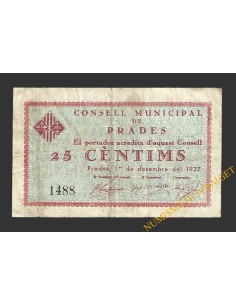 CONSELL MUNICIPAL
DE
PRADES
El portador acredita d'aquest Consell
25 CÈNTIMS
Prades, 1er de desembre del 1937
1488